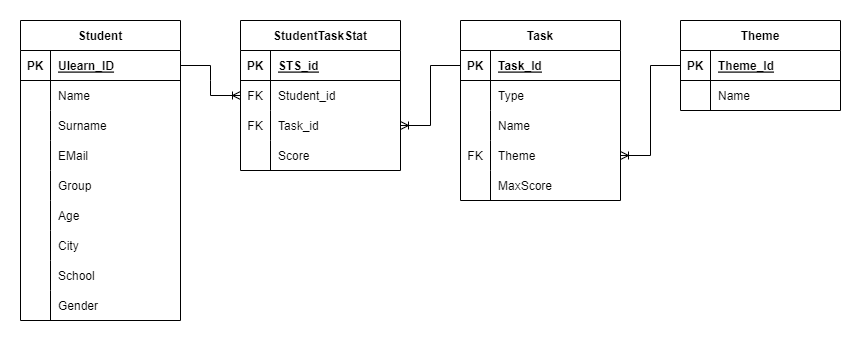 Student
PK Ulearn_ID
Name
Surname
EMail
Group
Age
City
School
Gender
StudentTaskStat
PK STS_id
FK Student_id
FK Task_id
Score
Task
PK Task_Id
Type
Name
FK Theme
MaxScore
Theme
PK Theme_Id
Name